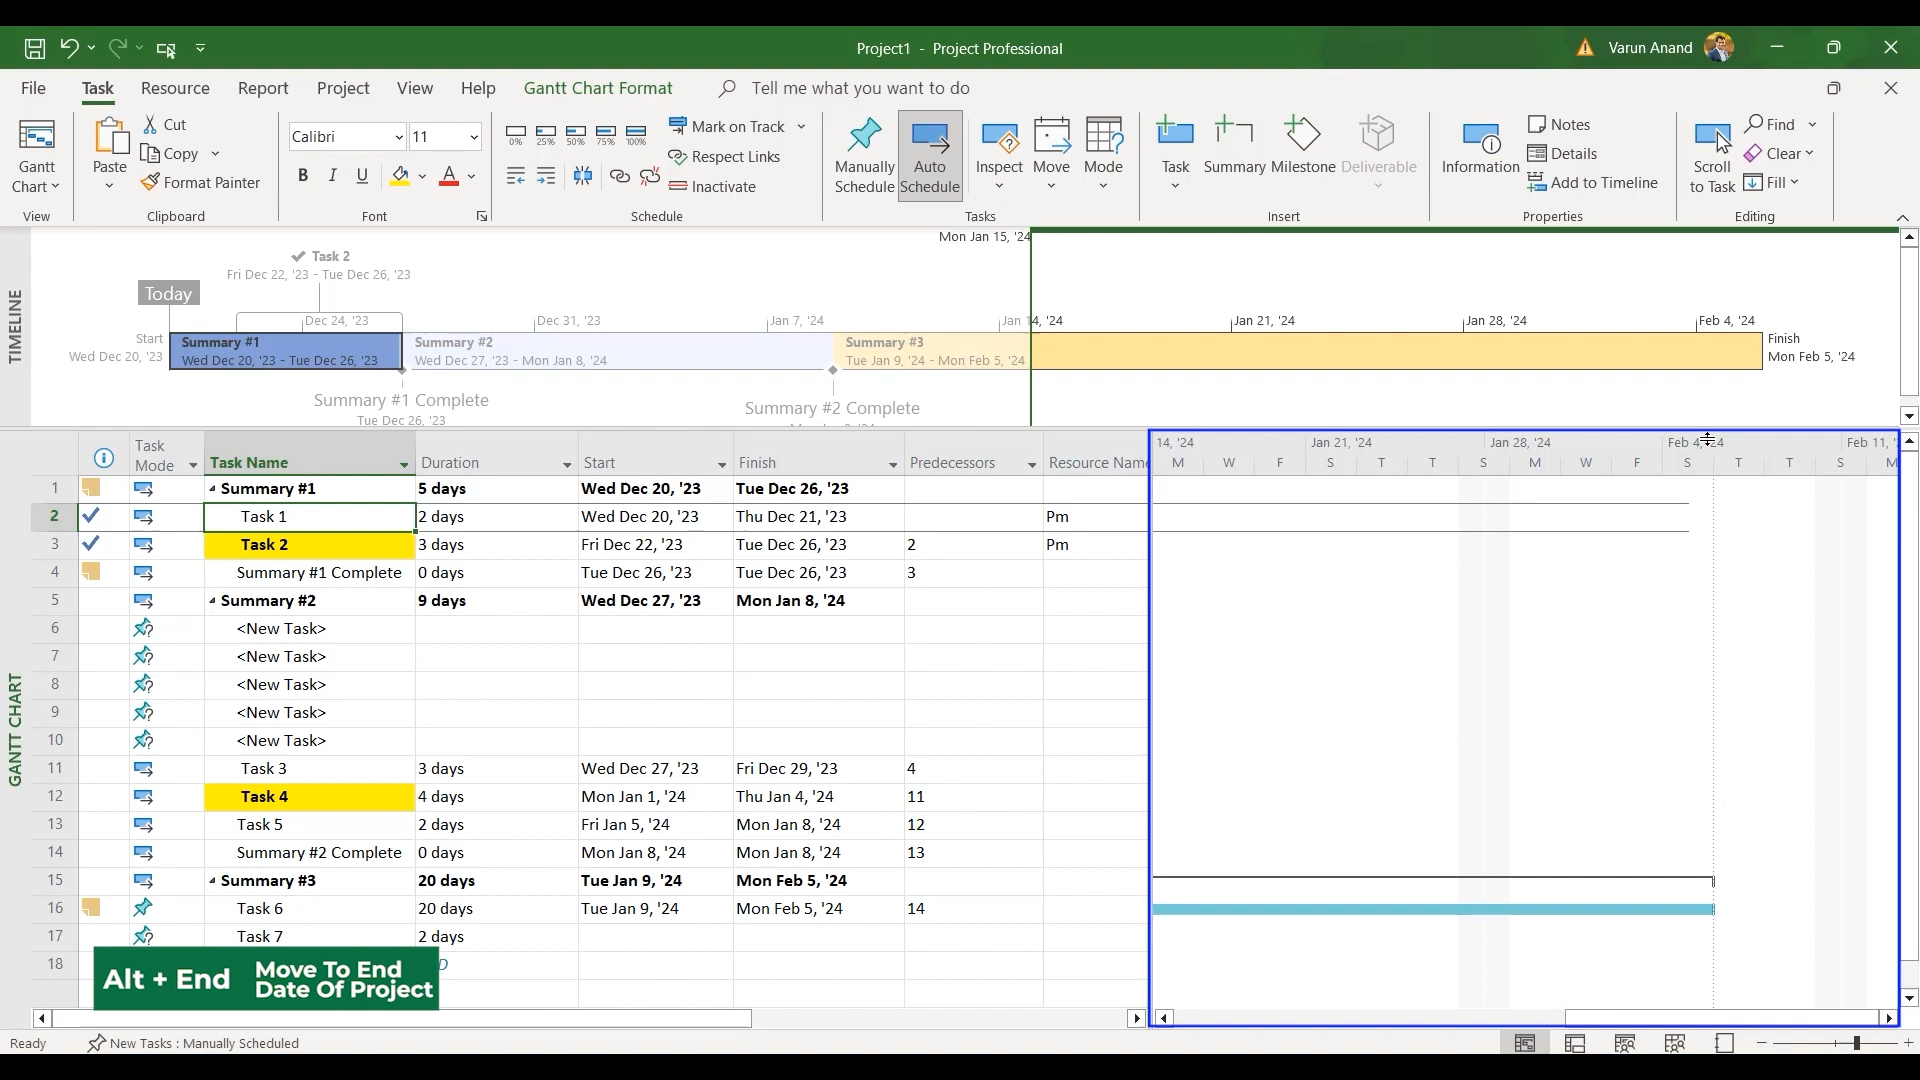 Project1 - Project Professional
Varun Anand
File Task Resource Report Project View Help Gantt Chart Format Tell me what you want to do
Gantt
Chart
View
Paste
Cut
Copy
Format Painter
Clipboard
Calibri 11
B I U A
Font
0% 25% 50% 75% 100%
Mark on Track
Respect Links
Inactivate
Schedule
Manually
Schedule
Auto
Schedule
Inspect
Move
Mode
Tasks
Task
Summary
Milestone
Deliverable
Insert
Information
Notes
Details
Add to Timeline
Properties
Scroll
to Task
Find
Clear
Fill
Editing
TIMELINE
Mon Jan 15, '24
Task 2
Fri Dec 22, '23 - Tue Dec 26, '23
Today
Dec 24, '23 Dec 31, '23 Jan 7, '24 Jan 14, '24 Jan 21, '24 Jan 28, '24 Feb 4, '24
Start
Wed Dec 20, '23
Summary #1
Wed Dec 20, '23 - Tue Dec 26, '23
Summary #2
Wed Dec 27, '23 - Mon Jan 8, '24
Summary #3
Tue Jan 9, '24 - Mon Feb 5, '24
Finish
Mon Feb 5, '24
Summary #1 Complete
Tue Dec 26, '23
Summary #2 Complete
GANTT CHART
Task
Mode
Task Name Duration Start Finish Predecessors Resource Name
14, '24 Jan 21, '24 Jan 28, '24 Feb 4, '24 Feb 11, '
M W F S T T S M W F S T T S M
1 Summary #1 5 days Wed Dec 20, '23 Tue Dec 26, '23
2 Task 1 2 days Wed Dec 20, '23 Thu Dec 21, '23 Pm
3 Task 2 3 days Fri Dec 22, '23 Tue Dec 26, '23 2 Pm
4 Summary #1 Complete 0 days Tue Dec 26, '23 Tue Dec 26, '23 3
5 Summary #2 9 days Wed Dec 27, '23 Mon Jan 8, '24
6 <New Task>
7 <New Task>
8 <New Task>
9 <New Task>
10 <New Task>
11 Task 3 3 days Wed Dec 27, '23 Fri Dec 29, '23 4
12 Task 4 4 days Mon Jan 1, '24 Thu Jan 4, '24 11
13 Task 5 2 days Fri Jan 5, '24 Mon Jan 8, '24 12
14 Summary #2 Complete 0 days Mon Jan 8, '24 Mon Jan 8, '24 13
15 Summary #3 20 days Tue Jan 9, '24 Mon Feb 5, '24
16 Task 6 20 days Tue Jan 9, '24 Mon Feb 5, '24 14
17 Task 7 2 days
18
Alt + End
Move To End
Date Of Project
Ready New Tasks : Manually Scheduled